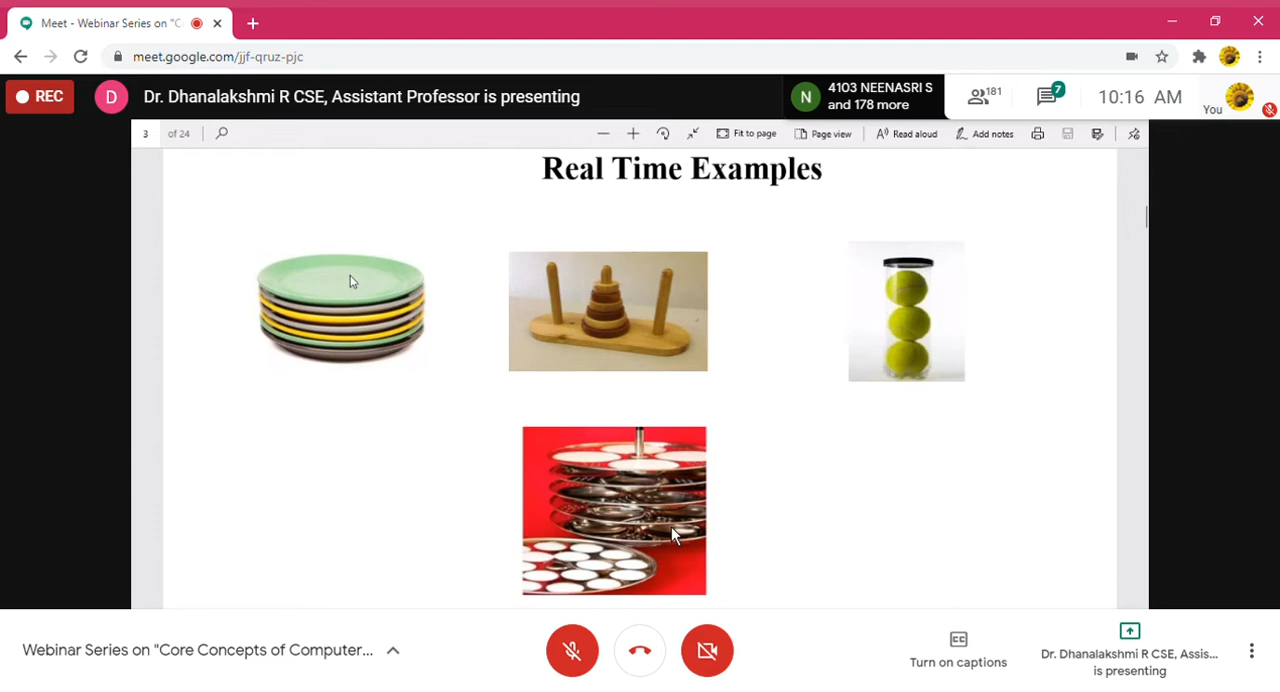 Meet - Webinar Series on "C
meet.google.com/jjf-qruz-pjc
REC
D
Dr. Dhanalakshmi R CSE, Assistant Professor is presenting
N
4103 NEENASRI S
and 178 more
181
7
10:16 AM
You
3 of 24
Fit to page
Page view
Read aloud
Add notes
Real Time Examples
Webinar Series on "Core Concepts of Computer...
Turn on captions
Dr. Dhanalakshmi R CSE, Assis...
is presenting